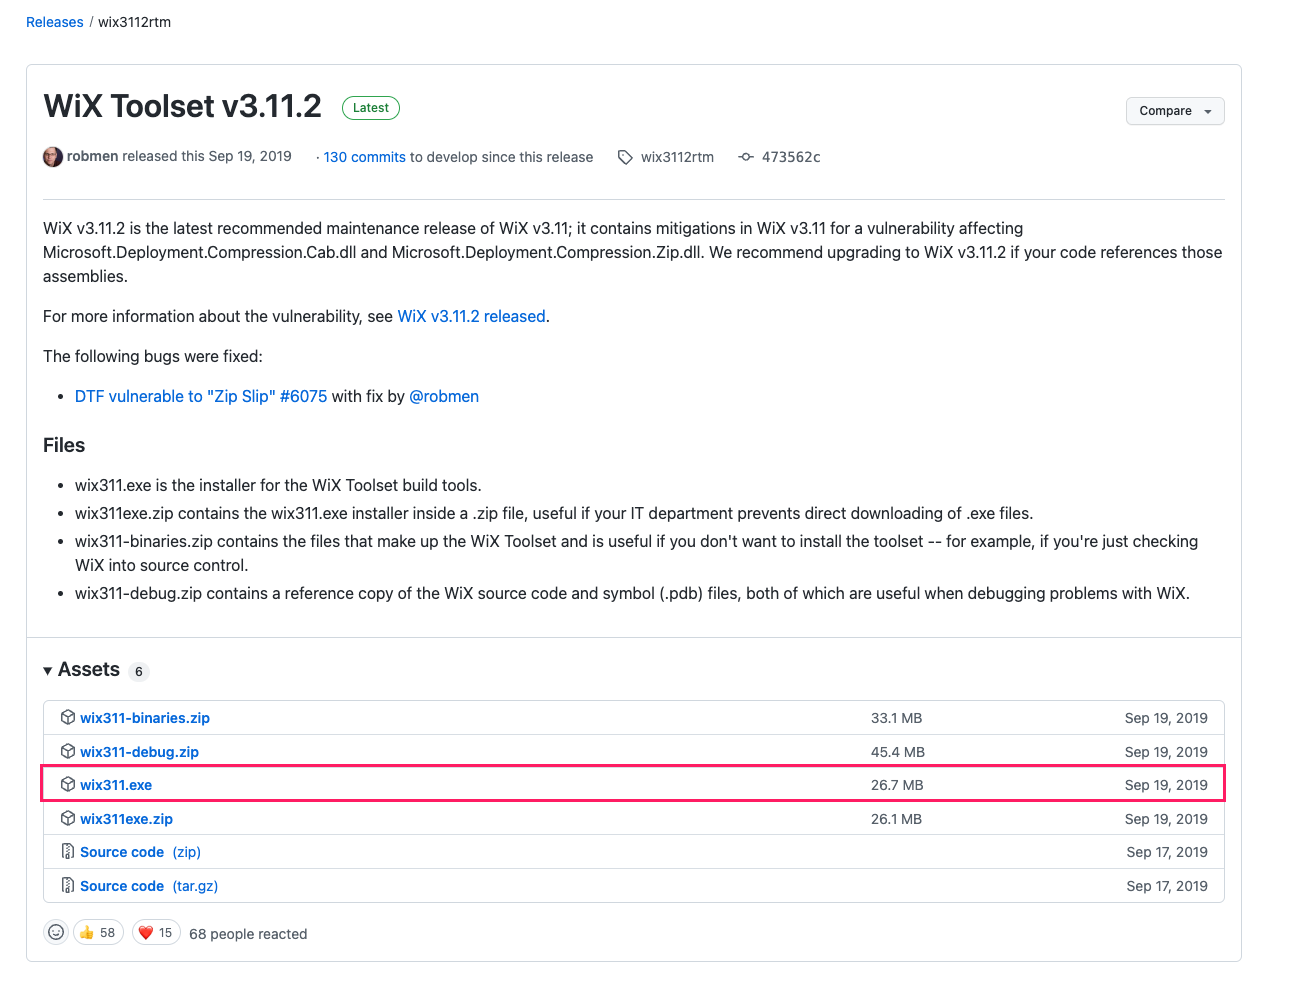 Releases / wix3112rtm
WiX Toolset v3.11.2 Latest
Compare
robmen released this Sep 19, 2019 · 130 commits to develop since this release wix3112rtm 473562c
WiX v3.11.2 is the latest recommended maintenance release of WiX v3.11; it contains mitigations in WiX v3.11 for a vulnerability affecting
Microsoft.Deployment.Compression.Cab.dll and Microsoft.Deployment.Compression.Zip.dll. We recommend upgrading to WiX v3.11.2 if your code references those
assemblies.
For more information about the vulnerability, see WiX v3.11.2 released.
The following bugs were fixed:
• DTF vulnerable to "Zip Slip" #6075 with fix by @robmen
Files
• wix311.exe is the installer for the WiX Toolset build tools.
• wix311exe.zip contains the wix311.exe installer inside a .zip file, useful if your IT department prevents direct downloading of .exe files.
• wix311-binaries.zip contains the files that make up the WiX Toolset and is useful if you don't want to install the toolset -- for example, if you're just checking
WiX into source control.
• wix311-debug.zip contains a reference copy of the WiX source code and symbol (.pdb) files, both of which are useful when debugging problems with WiX.
Assets 6
wix311-binaries.zip 33.1 MB Sep 19, 2019
wix311-debug.zip 45.4 MB Sep 19, 2019
wix311.exe 26.7 MB Sep 19, 2019
wix311exe.zip 26.1 MB Sep 19, 2019
Source code (zip) Sep 17, 2019
Source code (tar.gz) Sep 17, 2019
58 15 68 people reacted